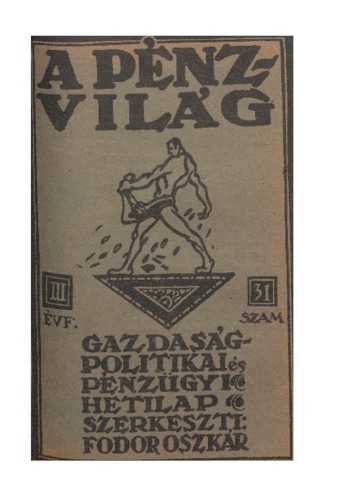 A PÉNZ-
VILÁG
III
ÉVF.
31
SZÁM
GAZDASÁG-
POLITIKAI és
PÉNZÜGYI
HETILAP
SZERKESZTI:
FODOR OSZKÁR